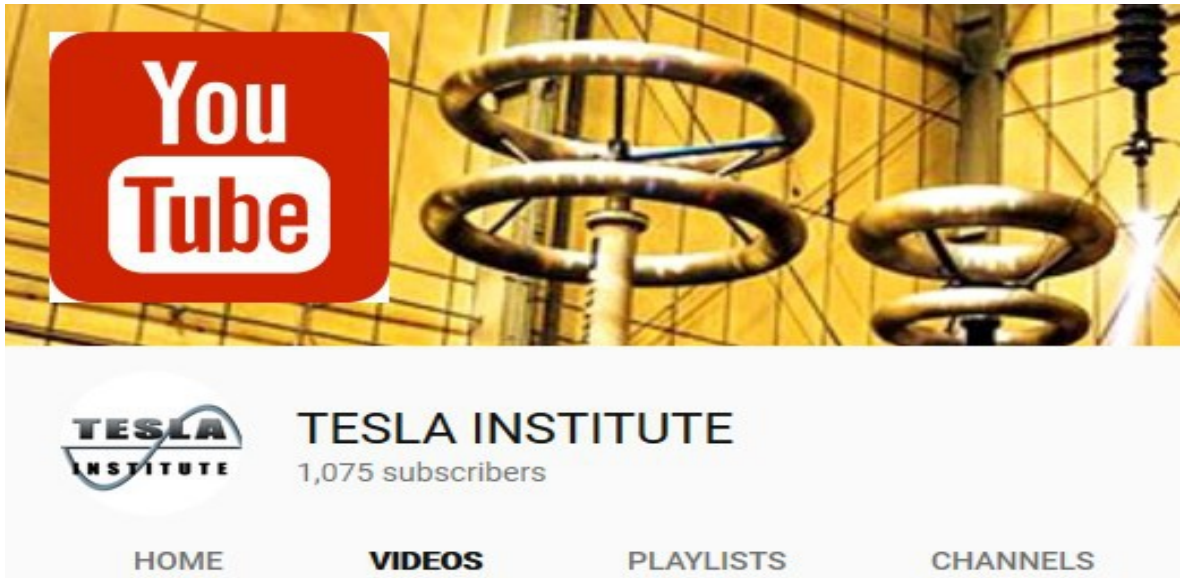 You
Tube
TESLA
INSTITUTE
TESLA INSTITUTE
1,075 subscribers
HOME VIDEOS PLAYLISTS CHANNELS